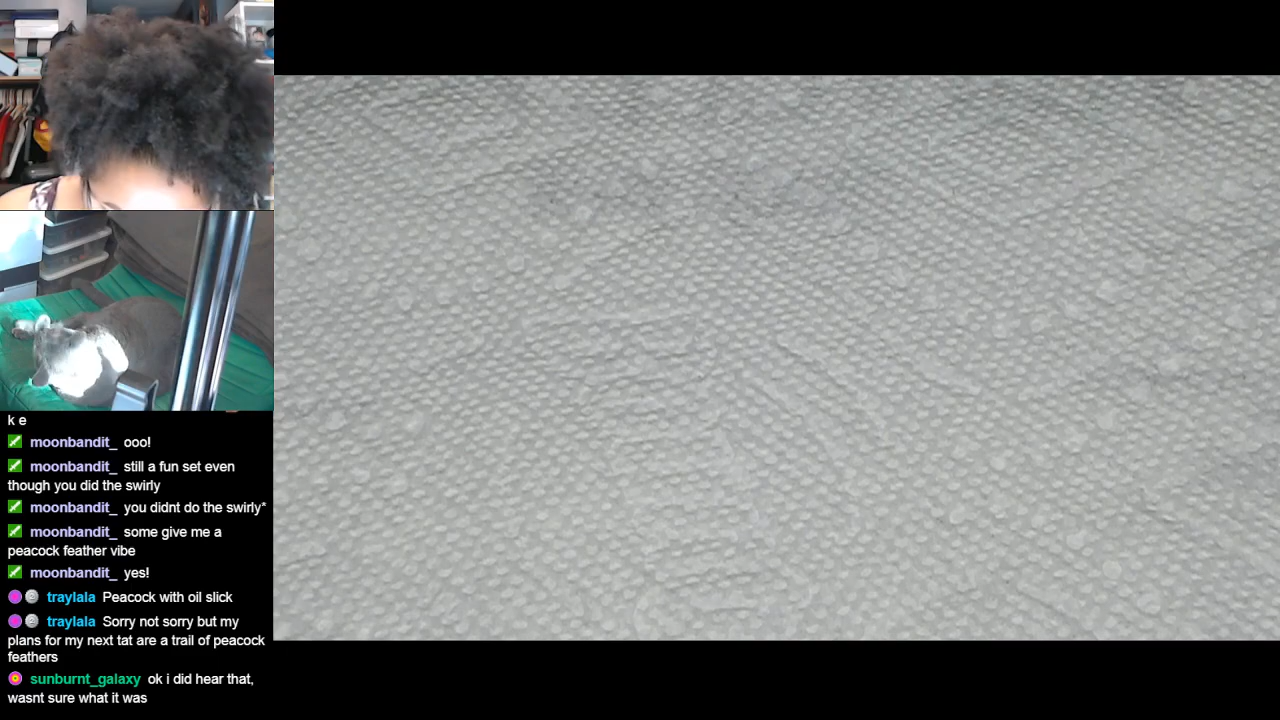 k e
moonbandit_ ooo!
moonbandit_ still a fun set even
though you did the swirly
moonbandit_ you didnt do the swirly*
moonbandit_ some give me a
peacock feather vibe
moonbandit_ yes!
traylala Peacock with oil slick
traylala Sorry not sorry but my
plans for my next tat are a trail of peacock
feathers
sunburnt_galaxy ok i did hear that,
wasnt sure what it was